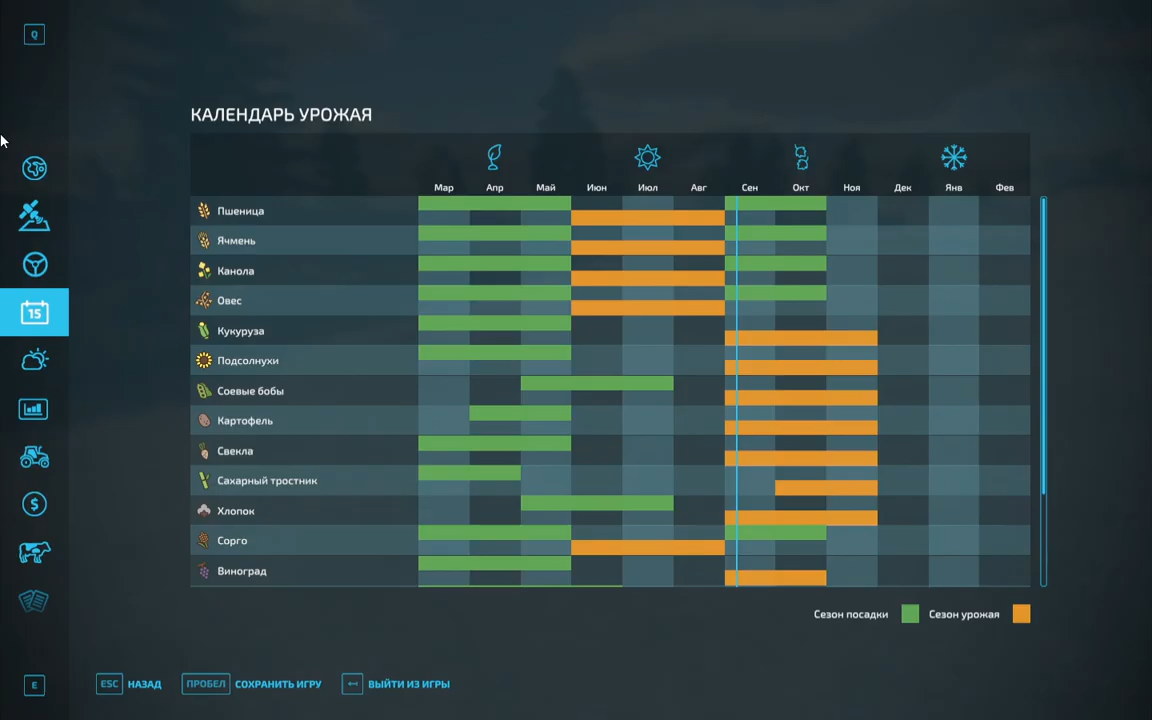 Q
КАЛЕНДАРЬ УРОЖАЯ
Мар Апр Май Июн Июл Авг Сен Окт Ноя Дек Янв Фев
Пшеница
Ячмень
Канола
Овес
Кукуруза
15
Подсолнухи
Соевые бобы
Картофель
Свекла
Сахарный тростник
Хлопок
$
Сорго
Виноград
Сезон посадки Сезон урожая
E
ESC НАЗАД ПРОБЕЛ СОХРАНИТЬ ИГРУ ВЫЙТИ ИЗ ИГРЫ